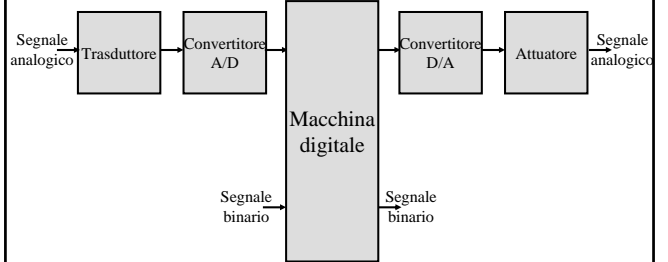 Segnale
analogico
Trasduttore
Convertitore
A/D
Macchina
digitale
Convertitore
D/A
Attuatore
Segnale
analogico
Segnale
binario
Segnale
binario